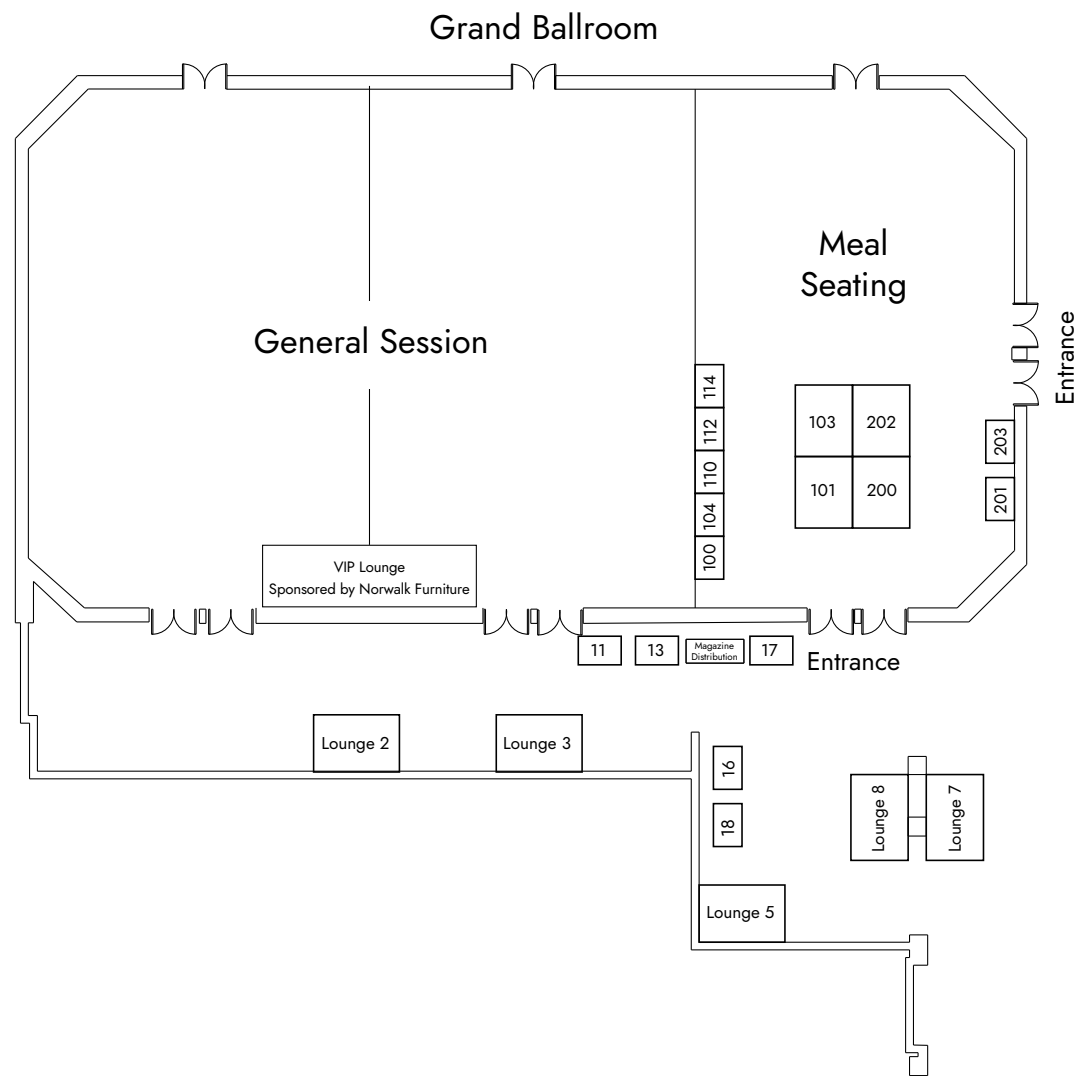 Grand Ballroom
Meal
Seating
Entrance
General Session
114
112
110
104
100
103
202
101
200
203
201
VIP Lounge
Sponsored by Norwalk Furniture
11
13
Magazine
Distribution
17
Entrance
Lounge 2
Lounge 3
16
18
Lounge 8
Lounge 7
Lounge 5